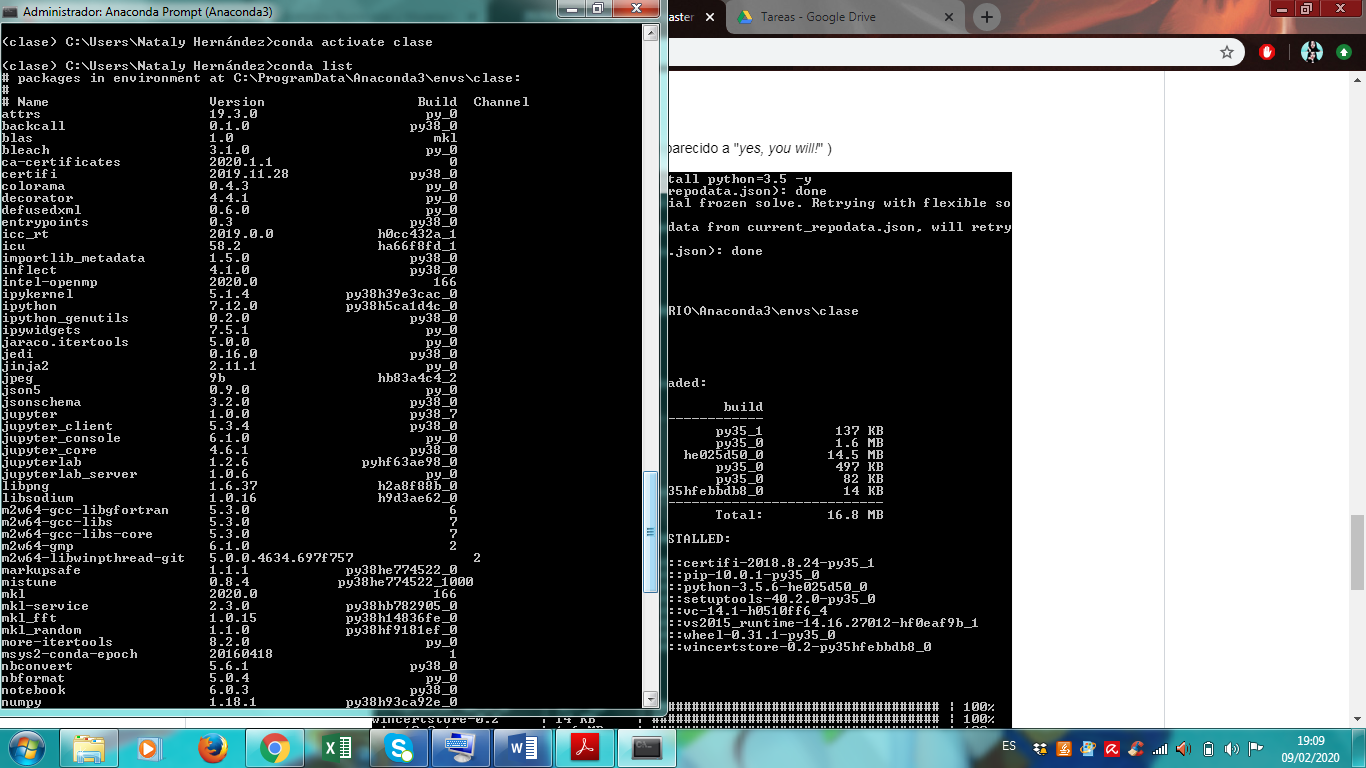 Administrador: Anaconda Prompt (Anaconda3)
(clase) C:\Users\Nataly Hernández>conda activate clase
(clase) C:\Users\Nataly Hernández>conda list
# packages in environment at C:\ProgramData\Anaconda3\envs\clase:
#
# Name Version Build Channel
attrs 19.3.0 py_0
backcall 0.1.0 py38_0
blas 1.0 mkl
bleach 3.1.0 py_0
ca-certificates 2020.1.1 0
certifi 2019.11.28 py38_0
colorama 0.4.3 py_0
decorator 4.4.1 py_0
defusedxml 0.6.0 py_0
entrypoints 0.3 py38_0
icc_rt 2019.0.0 h0cc432a_1
icu 58.2 ha66f8fd_1
importlib_metadata 1.5.0 py38_0
inflect 4.1.0 py38_0
intel-openmp 2020.0 166
ipykernel 5.1.4 py38h39e3cac_0
ipython 7.12.0 py38h5ca1d4c_0
ipython_genutils 0.2.0 py38_0
ipywidgets 7.5.1 py_0
jaraco.itertools 5.0.0 py_0
jedi 0.16.0 py38_0
jinja2 2.11.1 py_0
jpeg 9b hb83a4c4_2
json5 0.9.0 py_0
jsonschema 3.2.0 py38_0
jupyter 1.0.0 py38_7
jupyter_client 5.3.4 py38_0
jupyter_console 6.1.0 py_0
jupyter_core 4.6.1 py38_0
jupyterlab 1.2.6 pyhf63ae98_0
jupyterlab_server 1.0.6 py_0
libpng 1.6.37 h2a8f88b_0
libsodium 1.0.16 h9d3ae62_0
m2w64-gcc-libgfortran 5.3.0 6
m2w64-gcc-libs 5.3.0 7
m2w64-gcc-libs-core 5.3.0 7
m2w64-gmp 6.1.0 2
m2w64-libwinpthread-git 5.0.0.4634.697f757 2
markupsafe 1.1.1 py38he774522_0
mistune 0.8.4 py38he774522_1000
mkl 2020.0 166
mkl-service 2.3.0 py38hb782905_0
mkl_fft 1.0.15 py38h14836fe_0
mkl_random 1.1.0 py38hf9181ef_0
more-itertools 8.2.0 py_0
msys2-conda-epoch 20160418 1
nbconvert 5.6.1 py38_0
nbformat 5.0.4 py_0
notebook 6.0.3 py38_0
numpy 1.18.1 py38h93ca92e_0
aster
Tareas - Google Drive
parecido a "yes, you will!" )
tall python=3.5 -y
repodata.json): done
ial frozen solve. Retrying with flexible so
data from current_repodata.json, will retry
.json): done
RIO\Anaconda3\envs\clase
aded:
build
py35_1 137 KB
py35_0 1.6 MB
he025d50_0 14.5 MB
py35_0 497 KB
py35_0 82 KB
35hfebbdb8_0 14 KB
Total: 16.8 MB
STALLED:
::certifi-2018.8.24-py35_1
::pip-10.0.1-py35_0
::python-3.5.6-he025d50_0
::setuptools-40.2.0-py35_0
::vc-14.1-h0510ff6_4
::vs2015_runtime-14.16.27012-hf0eaf9b_1
::wheel-0.31.1-py35_0
::wincertstore-0.2-py35hfebbdb8_0
##################################### | 100%
wincertstore-0.2 | 14 KB | ##################################### | 100%
ES
19:09
09/02/2020